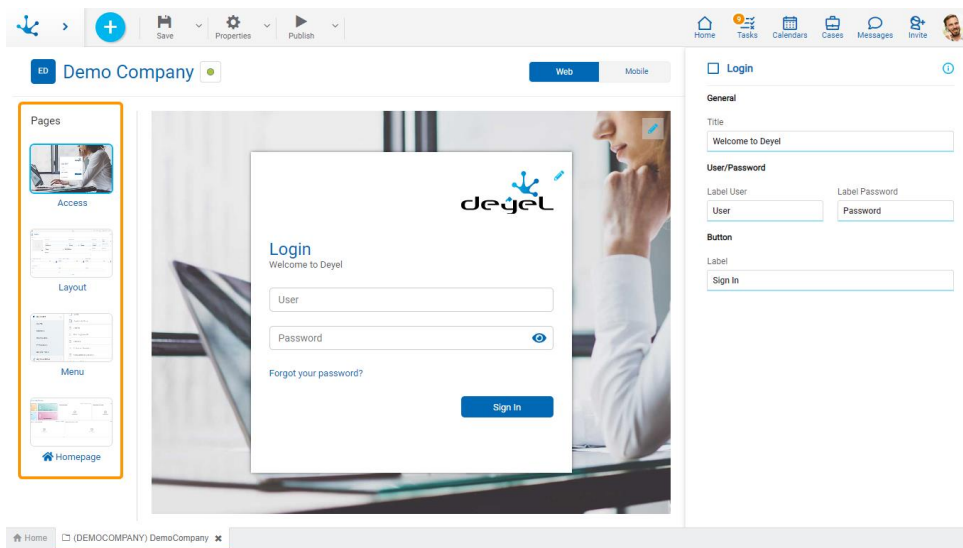 Save
Properties
Publish
Home
9
Tasks
Calendars
Cases
Messages
Invite
ED
Demo Company
Web
Mobile
Pages
Access
Layout
Menu
Homepage
deyel
Login
Welcome to Deyel
User
Password
Forgot your password?
Sign In
Login
General
Title
Welcome to Deyel
User/Password
Label User
Label Password
User
Password
Button
Label
Sign In
Home
(DEMOCOMPANY) DemoCompany